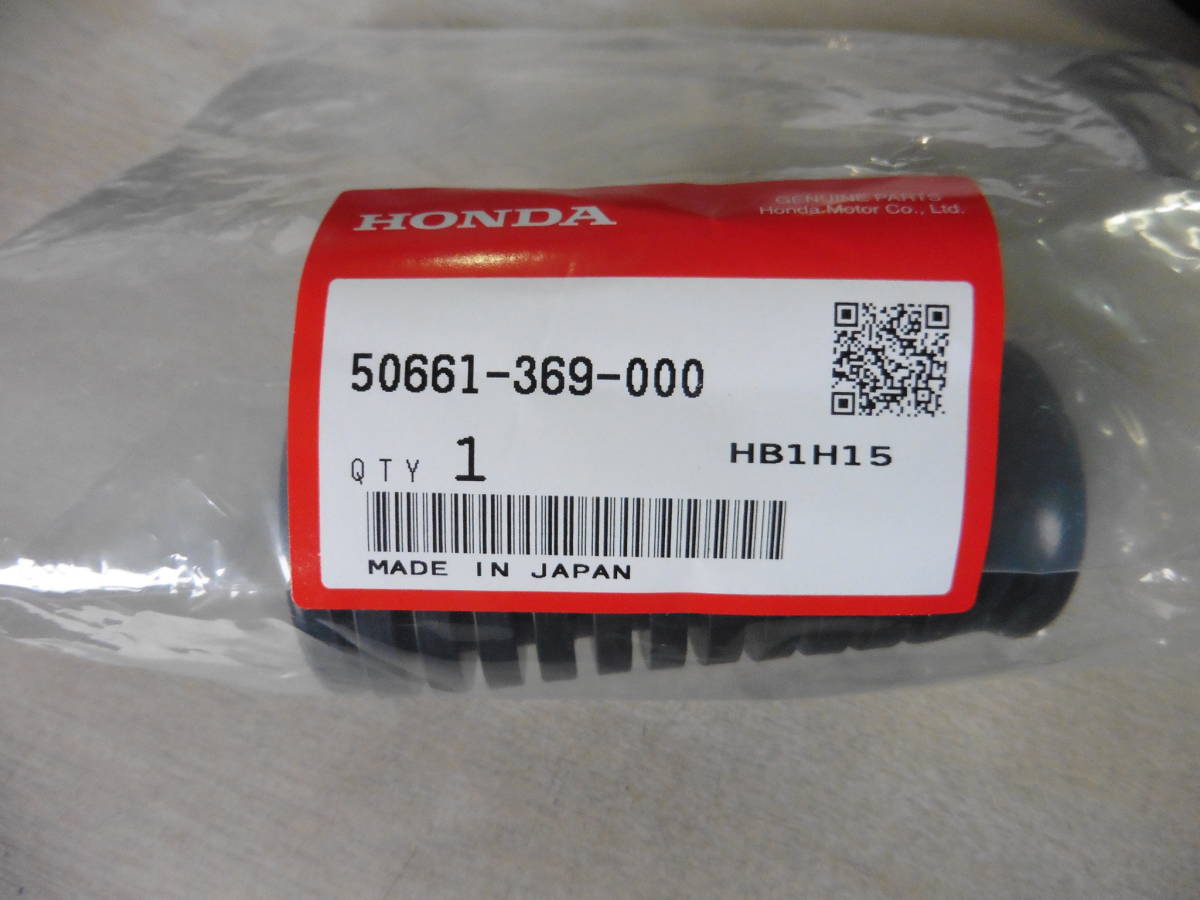 HONDA
GENUINE PARTS
Honda Motor Co., Ltd.
50661-369-000
QTY 1
HB1H15
MADE IN JAPAN